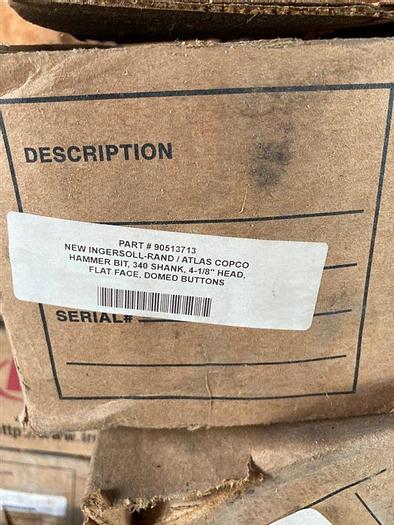 DESCRIPTION
PART # 90513713
NEW INGERSOLL-RAND / ATLAS COPCO
HAMMER BIT, 340 SHANK, 4-1/8" HEAD,
FLAT FACE, DOMED BUTTONS
SERIAL#